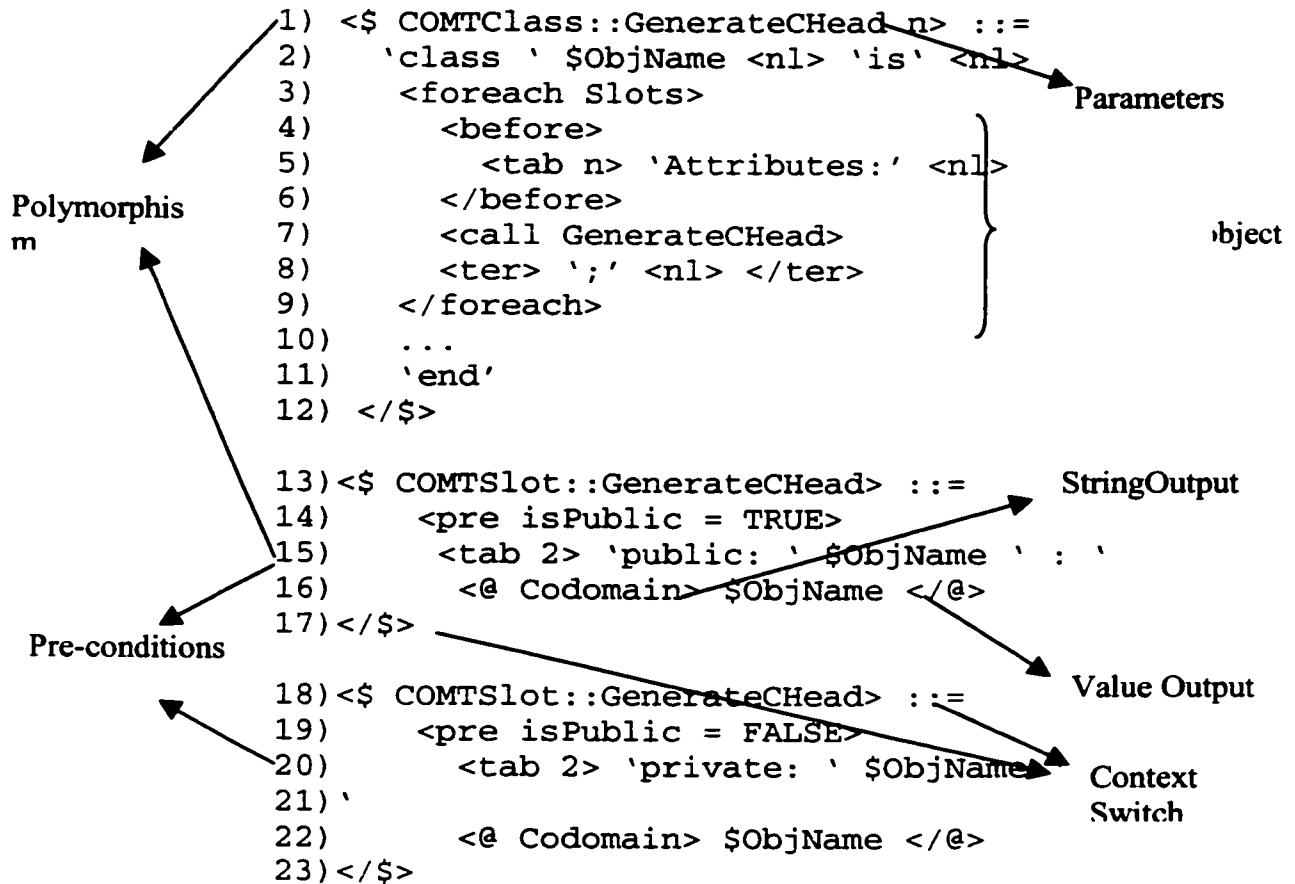 1) <$ COMTClass::GenerateCHead n> ::=
2) 'class ‘ $ObjName <nl> 'is‘ <nl>
3) <foreach Slots>
Parameters
4) <before>
5) <tab n> ‘Attributes:’ <nl>
6) </before>
Polymorphis
m
7) <call GenerateCHead>
bject
8) <ter> ‘;’ <nl> </ter>
9) </foreach>
10) ...
11) ‘end’
12) </$>
13)<$ COMTSlot::GenerateCHead> ::=
StringOutput
14) <pre isPublic = TRUE>
15) <tab 2> ‘public: ‘ $ObjName ‘ : ‘
16) <@ Codomain> $ObjName </@>
17)</$>
Pre-conditions
18)<$ COMTSlot::GenerateCHead> ::=
Value Output
19) <pre isPublic = FALSE>
20) <tab 2> ‘private: ‘ $ObjName
Context
Switch
21)‘
22) <@ Codomain> $ObjName </@>
23)</$>